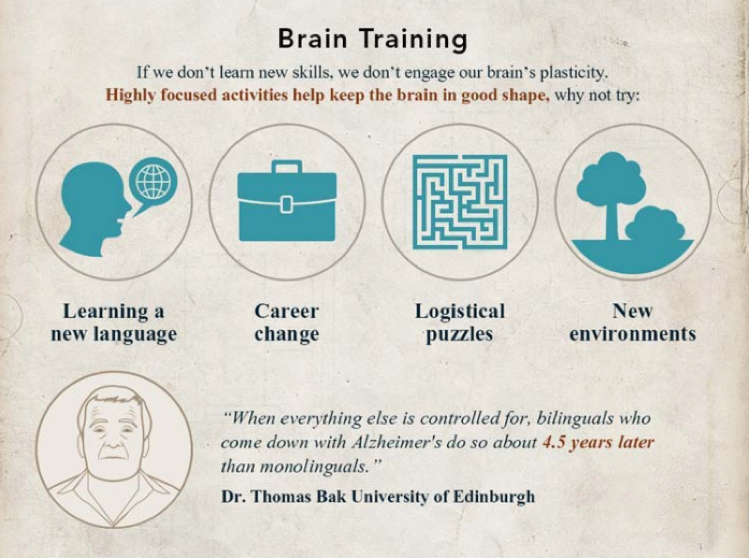 Brain Training
If we don't learn new skills, we don't engage our brain's plasticity.
Highly focused activities help keep the brain in good shape, why not try:
Learning a
new language
Career
change
Logistical
puzzles
New
environments
“When everything else is controlled for, bilinguals who
come down with Alzheimer's do so about 4.5 years later
than monolinguals.”
Dr. Thomas Bak University of Edinburgh